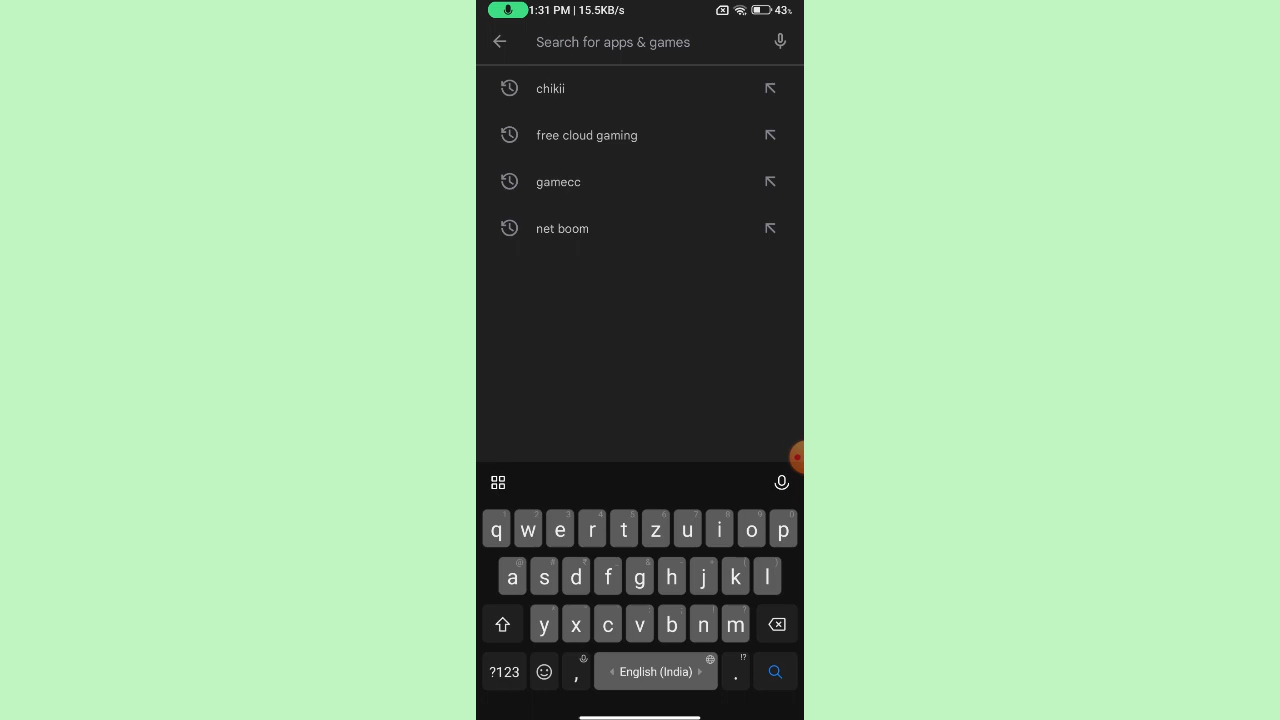 1:31 PM | 15.5KB/s 43%
Search for apps & games
chikii
free cloud gaming
gamecc
net boom
q w e r t z u i o p
a s d f g h j k l
y x c v b n m
?123 , English (India) . !?